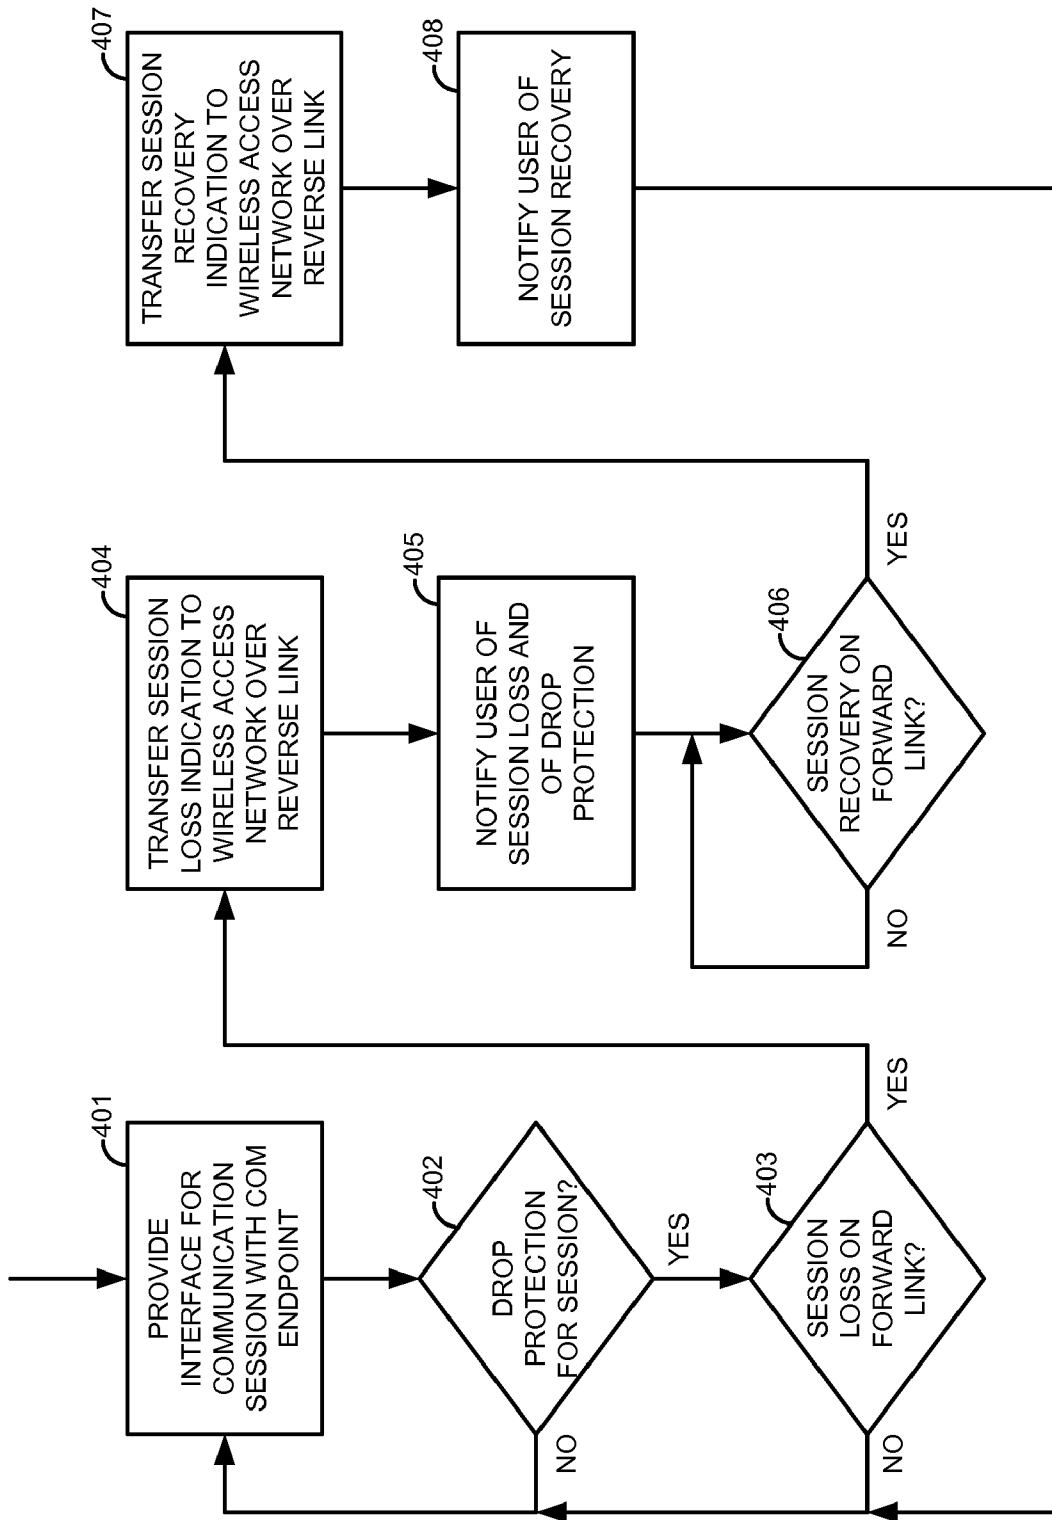 401
PROVIDE
INTERFACE FOR
COMMUNICATION
SESSION WITH COM
ENDPOINT
402
DROP
PROTECTION
FOR SESSION?
NO
YES
403
SESSION
LOSS ON
FORWARD
LINK?
NO
YES
404
TRANSFER SESSION
LOSS INDICATION TO
WIRELESS ACCESS
NETWORK OVER
REVERSE LINK
405
NOTIFY USER OF
SESSION LOSS AND
OF DROP
PROTECTION
406
SESSION
RECOVERY ON
FORWARD
LINK?
NO
YES
407
TRANSFER SESSION
RECOVERY
INDICATION TO
WIRELESS ACCESS
NETWORK OVER
REVERSE LINK
408
NOTIFY USER OF
SESSION RECOVERY